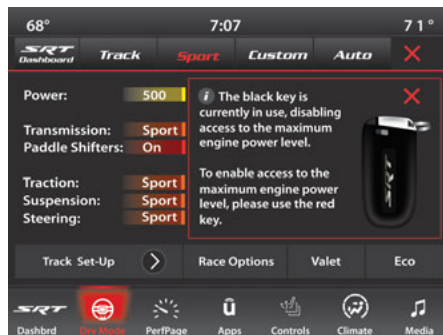 68°
7:07
71°
SRT
Dashboard
Track
Sport
Custom
Auto
Power: 500
Transmission: Sport
Paddle Shifters: On
Traction: Sport
Suspension: Sport
Steering: Sport
i The black key is
currently in use, disabling
access to the maximum
engine power level.
To enable access to the
maximum engine power
level, please use the red
key.
SRT
Track Set-Up
Race Options
Valet
Eco
SRT
Dashbrd
Drv Mode
PerfPage
û
Apps
Controls
Climate
Media